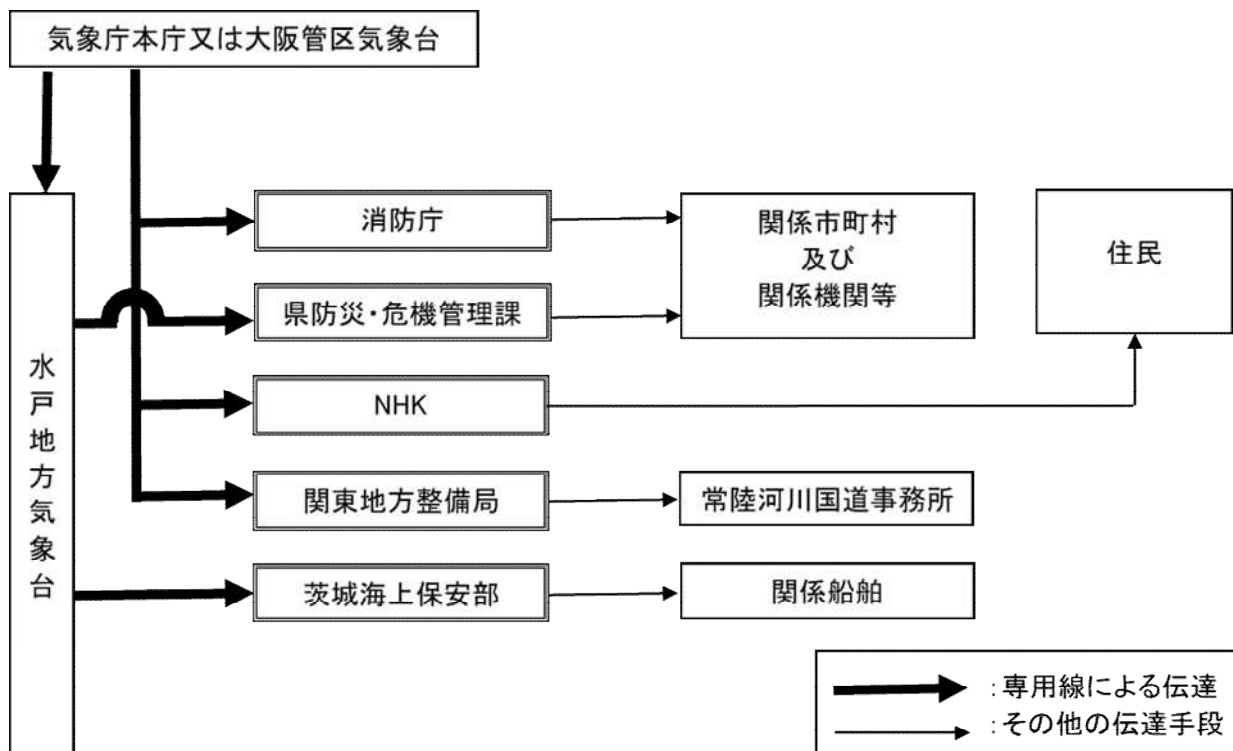 気象庁本庁又は大阪管区気象台
消防庁
関係市町村
及び
関係機関等
住民
県防災・危機管理課
水戸地方気象台
NHK
関東地方整備局
常陸河川国道事務所
茨城海上保安部
関係船舶
:専用線による伝達
:その他の伝達手段